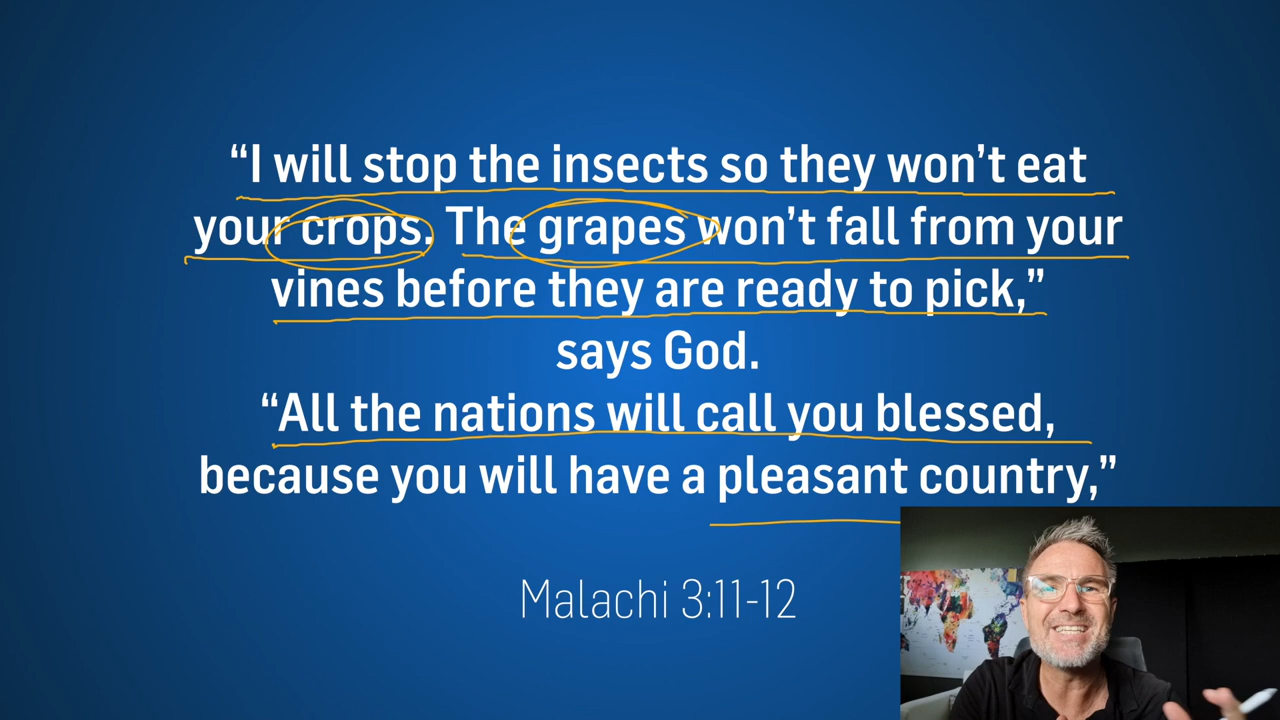 “I will stop the insects so they won’t eat
your crops. The grapes won’t fall from your
vines before they are ready to pick,”
says God.
“All the nations will call you blessed,
because you will have a pleasant country,”
Malachi 3:11-12